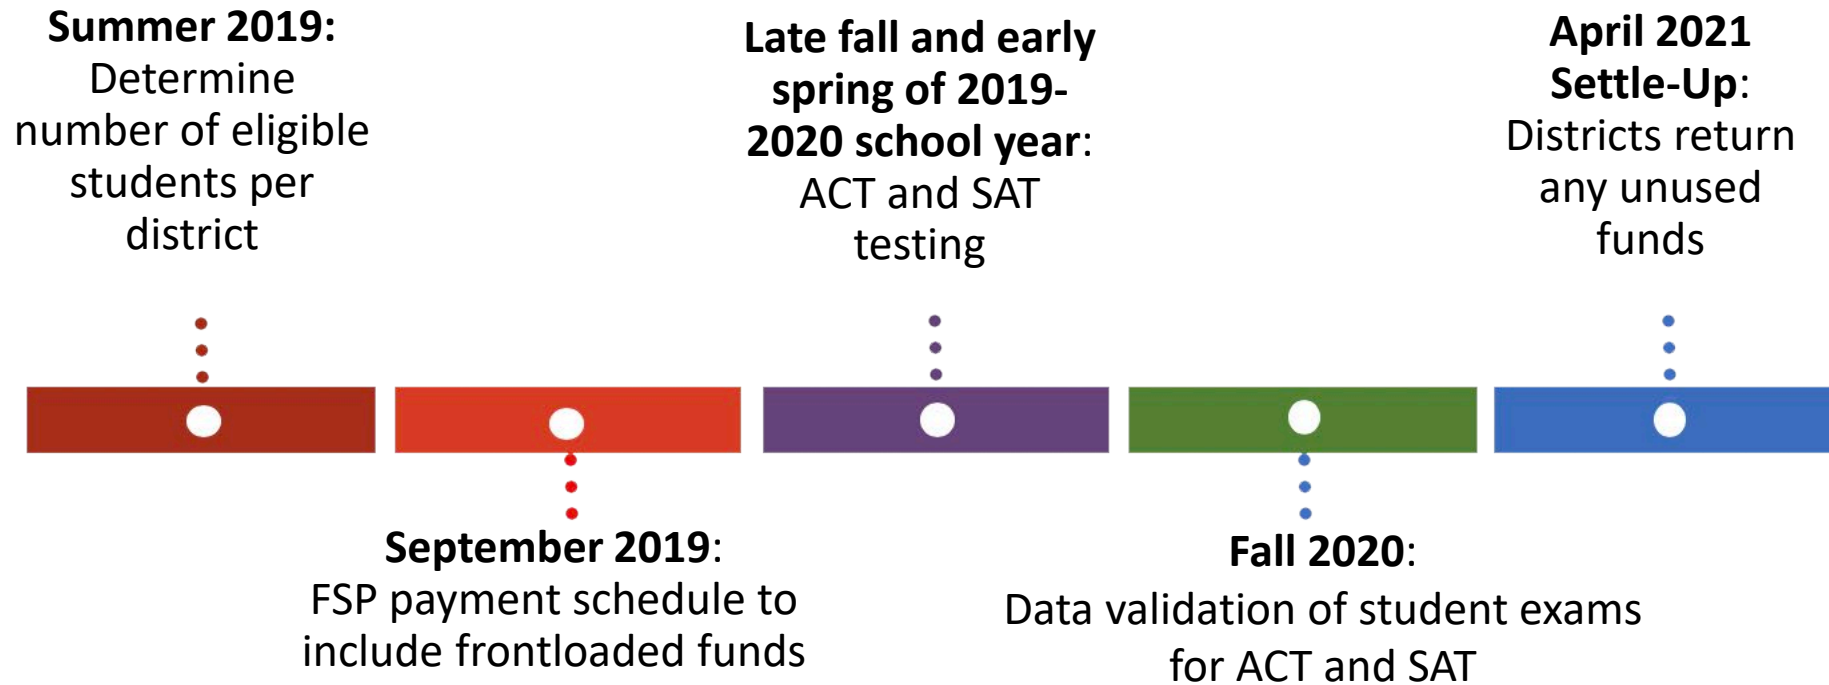 Summer 2019:
Determine
number of eligible
students per
district
September 2019:
FSP payment schedule to
include frontloaded funds
Late fall and early
spring of 2019-
2020 school year:
ACT and SAT
testing
Fall 2020:
Data validation of student exams
for ACT and SAT
April 2021
Settle-Up:
Districts return
any unused
funds